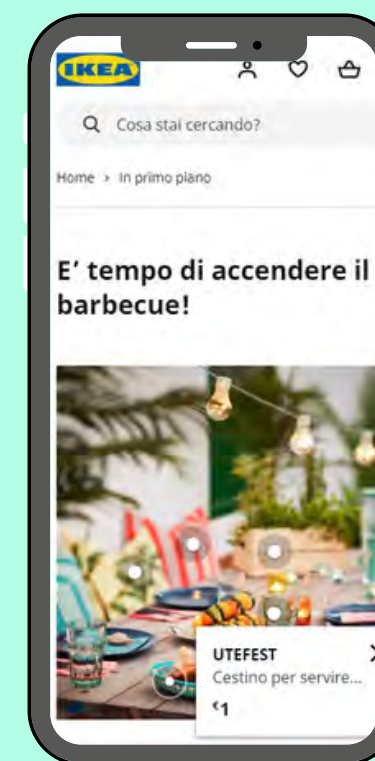 IKEA
Cosa stai cercando?
Home > In primo piano
E' tempo di accendere il
barbecue!
UTEFEST
Cestino per servire...
€1